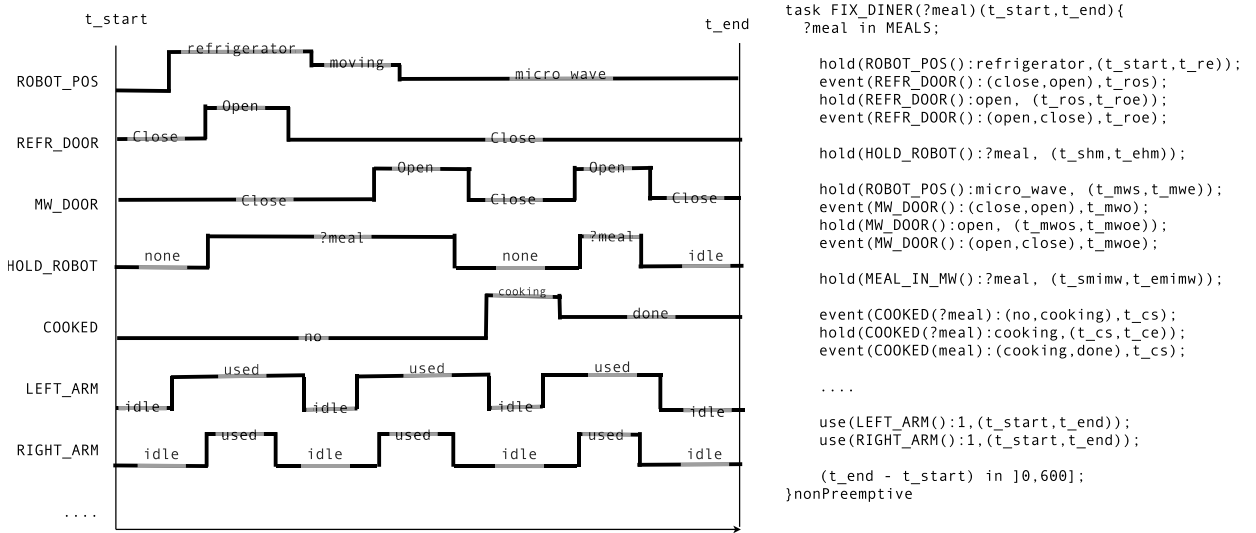 t_start
t_end
refrigerator
moving
micro wave
ROBOT_POS
Open
Close
Close
REFR_DOOR
Open
Open
Close
Close
Close
MW_DOOR
?meal
?meal
none
none
idle
HOLD_ROBOT
cooking
done
COOKED
no
used
used
used
LEFT_ARM
idle
idle
idle
idle
used
used
used
RIGHT_ARM
idle
idle
idle
idle
....
task FIX_DINER(?meal)(t_start,t_end){
?meal in MEALS;
hold(ROBOT_POS():refrigerator,(t_start,t_re));
event(REFR_DOOR():(close,open),t_ros);
hold(REFR_DOOR():open, (t_ros,t_roe));
event(REFR_DOOR():(open,close),t_roe);
hold(HOLD_ROBOT():?meal, (t_shm,t_ehm));
hold(ROBOT_POS():micro_wave, (t_mws,t_mwe));
event(MW_DOOR():(close,open),t_mwo);
hold(MW_DOOR():open, (t_mwos,t_mwoe));
event(MW_DOOR():(open,close),t_mwoe);
hold(MEAL_IN_MW():?meal, (t_smimw,t_emimw));
event(COOKED(?meal):(no,cooking),t_cs);
hold(COOKED(?meal):cooking,(t_cs,t_ce));
event(COOKED(meal):(cooking,done),t_cs);
....
use(LEFT_ARM():1,(t_start,t_end));
use(RIGHT_ARM():1,(t_start,t_end));
(t_end - t_start) in ]0,600];
}nonPreemptive